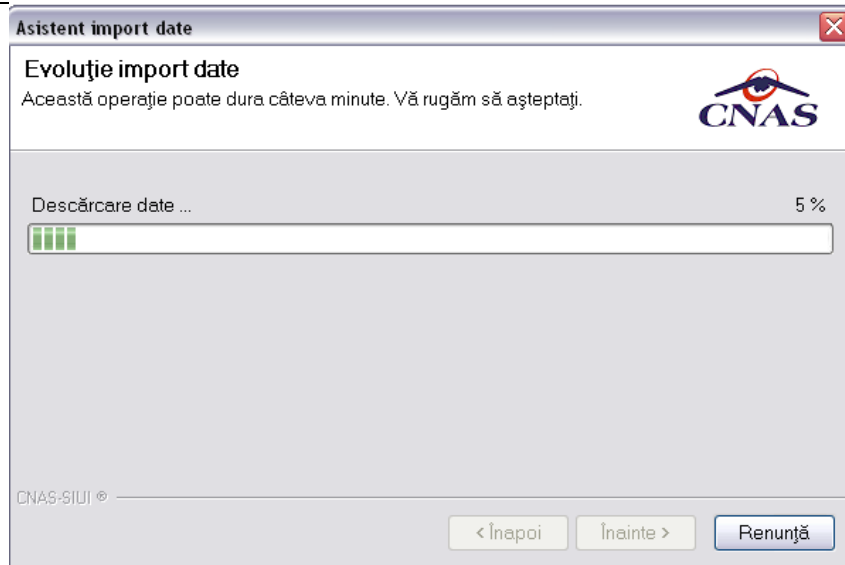 Asistent import date
Evoluţie import date
Această operaţie poate dura câteva minute. Vă rugăm să aşteptaţi.
CNAS
Descărcare date ... 5 %
CNAS-SIUI ®
< Înapoi Înainte > Renunţă